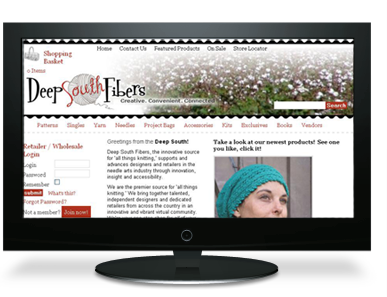 Shopping Basket
0 Items
Home Contact Us Featured Products On Sale Store Locator
Deep South Fibers
Creative. Convenient. Connected.
Search
Patterns Singles Yarn Needles Project Bags Accessories Kits Exclusives Books Vendors
Retailer / Wholesale Login
Login
Password
Remember
submit What's this?
Forgot Password?
Not a member? Join now!
Greetings from the Deep South!
Deep South Fibers, the innovative source
for "all things knitting," supports and
advances designers and retailers in the
needle arts industry through innovation,
insight and accessibility.
We are the premier source for "all things
knitting." We bring together talented,
independent designers and dedicated
retailers from across the country in an
innovative and vibrant virtual community.
Take a look at our newest products! See one
you like, click it!